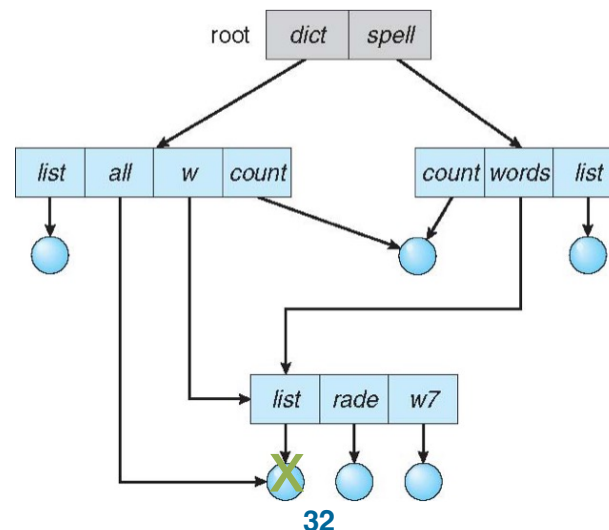 root dict spell
list all w count count words list
list rade w7
X
32